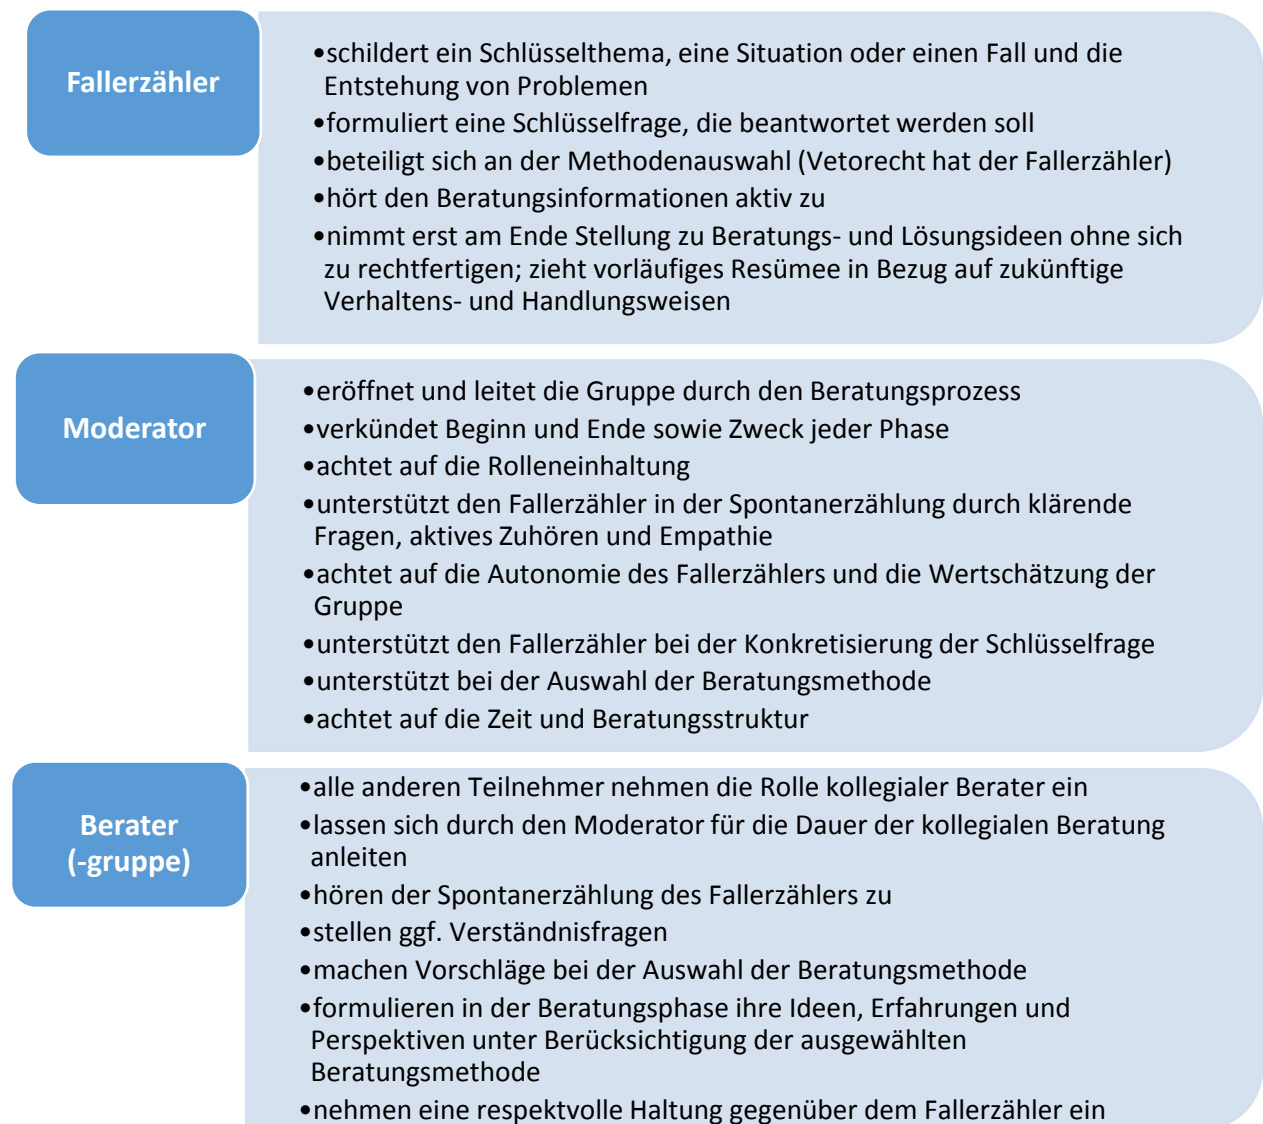 Fallerzähler
•schildert ein Schlüsselthema, eine Situation oder einen Fall und die
Entstehung von Problemen
•formuliert eine Schlüsselfrage, die beantwortet werden soll
•beteiligt sich an der Methodenauswahl (Vetorecht hat der Fallerzähler)
•hört den Beratungsinformationen aktiv zu
•nimmt erst am Ende Stellung zu Beratungs- und Lösungsideen ohne sich
zu rechtfertigen; zieht vorläufiges Resümee in Bezug auf zukünftige
Verhaltens- und Handlungsweisen
Moderator
•eröffnet und leitet die Gruppe durch den Beratungsprozess
•verkündet Beginn und Ende sowie Zweck jeder Phase
•achtet auf die Rolleneinhaltung
•unterstützt den Fallerzähler in der Spontanerzählung durch klärende
Fragen, aktives Zuhören und Empathie
•achtet auf die Autonomie des Fallerzählers und die Wertschätzung der
Gruppe
•unterstützt den Fallerzähler bei der Konkretisierung der Schlüsselfrage
•unterstützt bei der Auswahl der Beratungsmethode
•achtet auf die Zeit und Beratungsstruktur
Berater
(-gruppe)
•alle anderen Teilnehmer nehmen die Rolle kollegialer Berater ein
•lassen sich durch den Moderator für die Dauer der kollegialen Beratung
anleiten
•hören der Spontanerzählung des Fallerzählers zu
•stellen ggf. Verständnisfragen
•machen Vorschläge bei der Auswahl der Beratungsmethode
•formulieren in der Beratungsphase ihre Ideen, Erfahrungen und
Perspektiven unter Berücksichtigung der ausgewählten
Beratungsmethode
•nehmen eine respektvolle Haltung gegenüber dem Fallerzähler ein